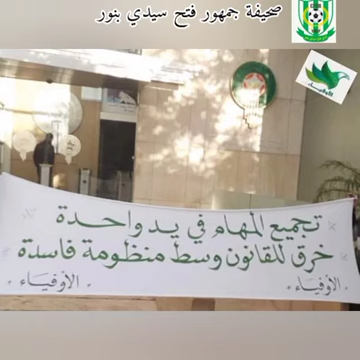 صحيفة جمهور فتح سيدي بنور
تجميع المهام في يد واحدة
خرق للقانون وسط منظومة فاسدة
الأوفياء
الأوفياء